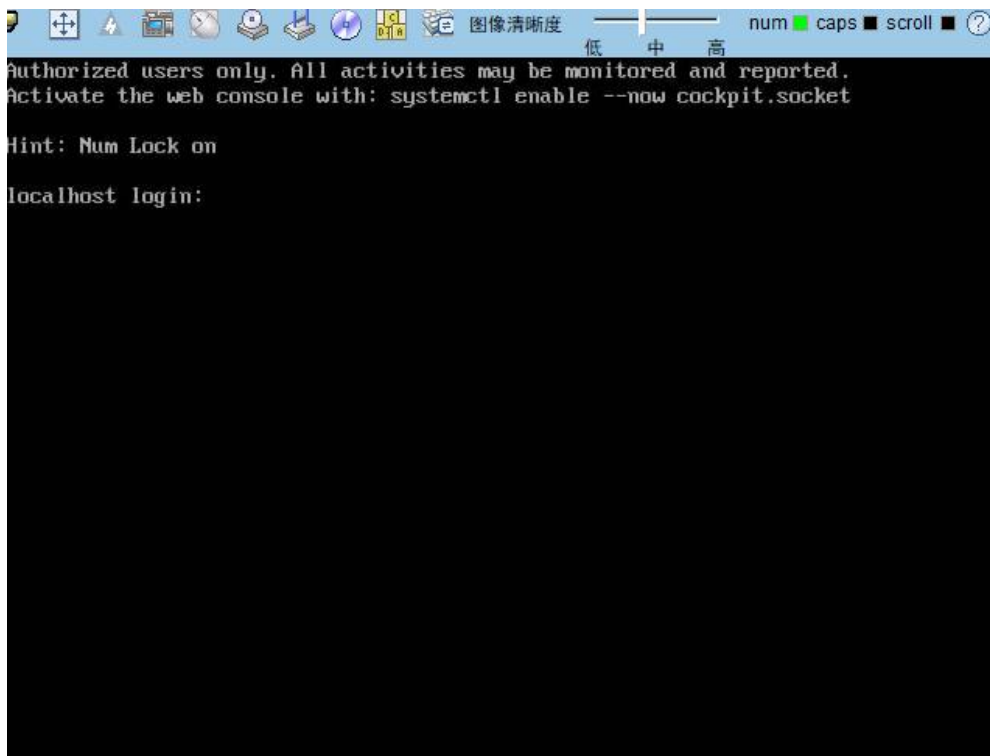 图像清晰度 低 中 高 num caps scroll ?
Authorized users only. All activities may be monitored and reported.
Activate the web console with: systemctl enable --now cockpit.socket
Hint: Num Lock on
localhost login: